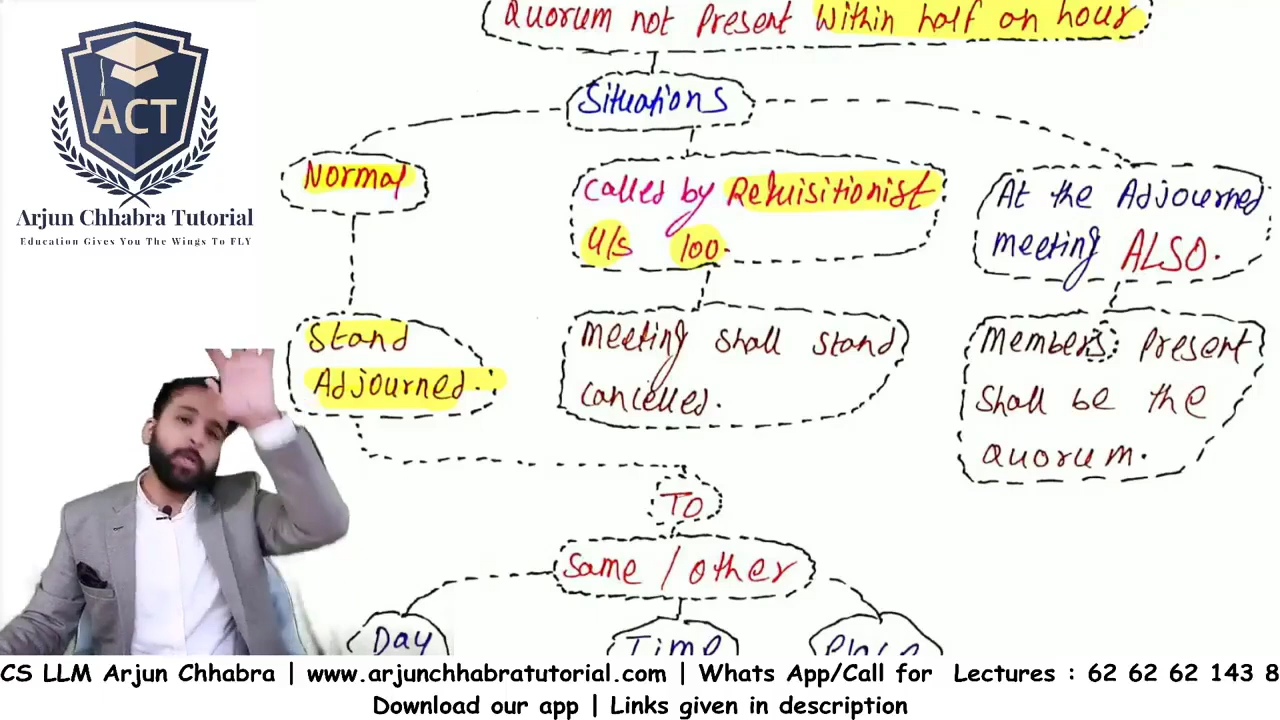 Quorum not Present within half an hour
Situations
Normal
Called by Requisitionist
U/s 100.
At the Adjourned
meeting ALSO.
Stand
Adjourned.
Meeting shall stand
cancelled.
Members Present
shall be the
Quorum.
TO
Same / other
Day
Time
Place
ACT
Arjun Chhabra Tutorial
Education Gives You The Wings To FLY
CS LLM Arjun Chhabra | www.arjunchhabratutorial.com | Whats App/Call for Lectures : 62 62 62 143 8
Download our app | Links given in description